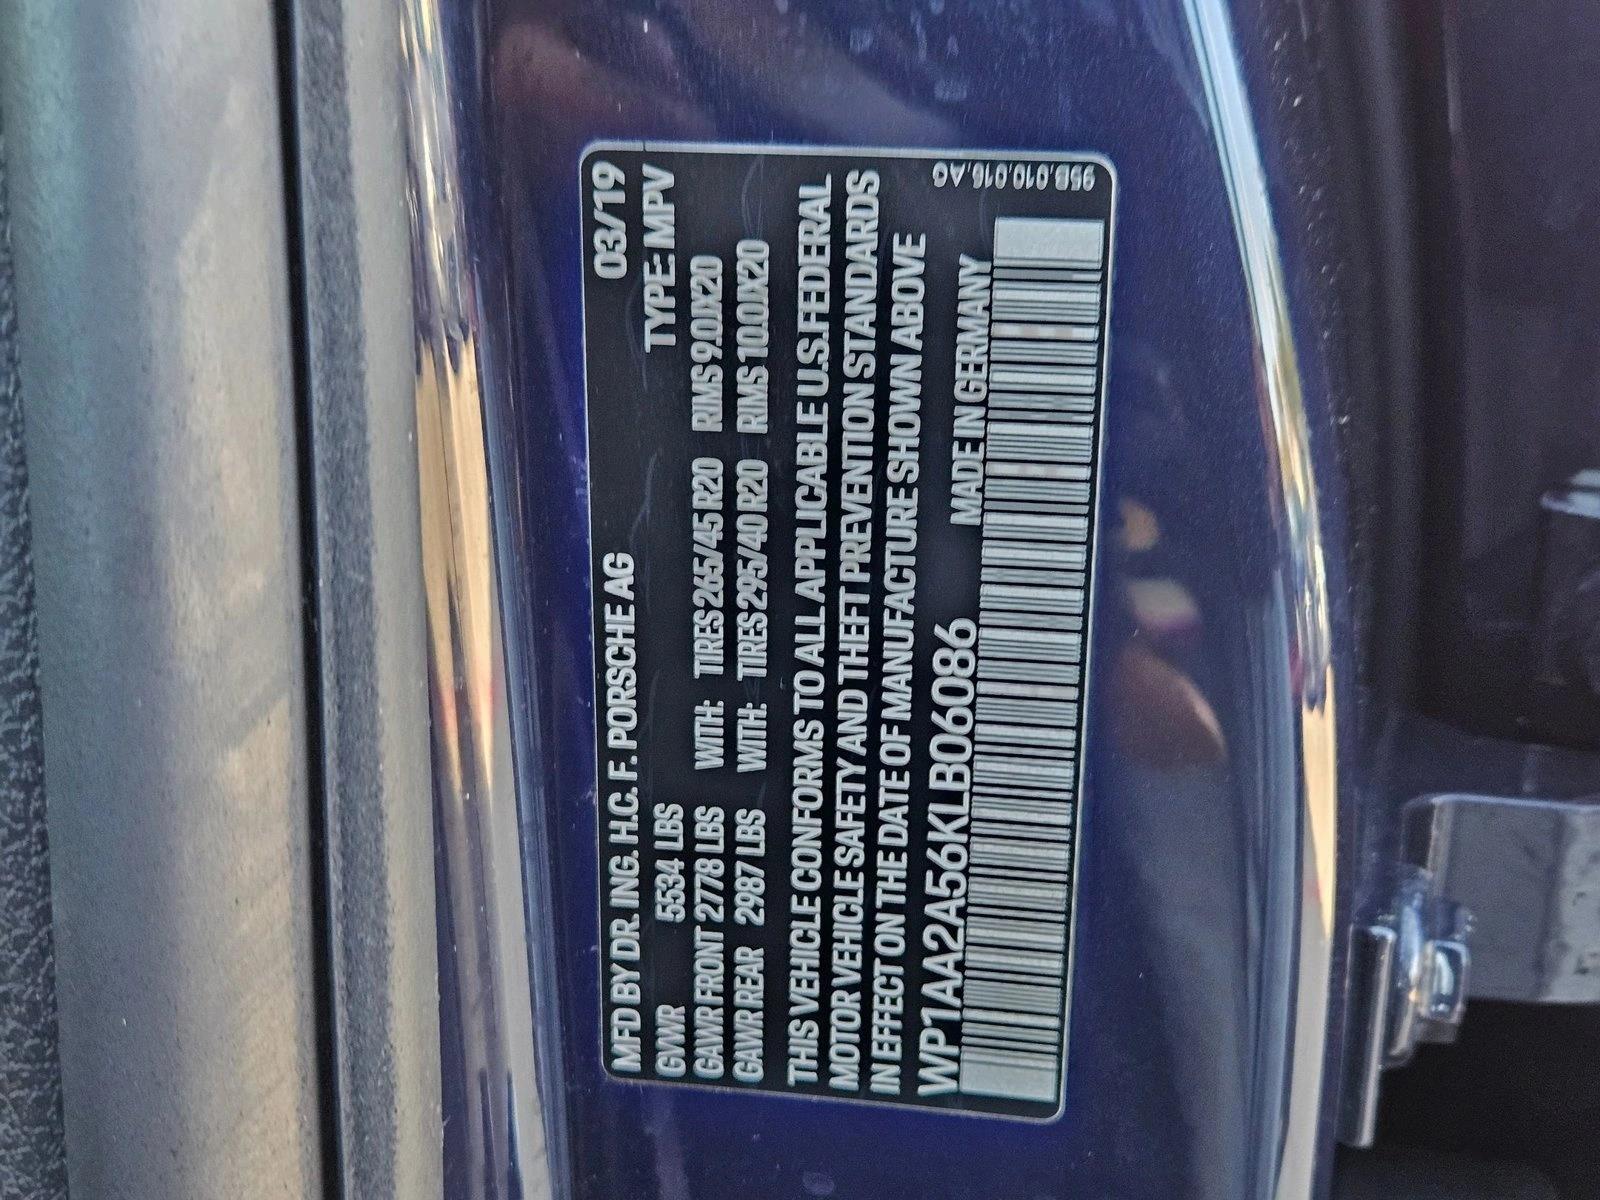 MFD BY DR. ING. H.C. F. PORSCHE AG 03/19
GVWR 5534 LBS TYPE: MPV
GAWR FRONT 2778 LBS WITH: TIRES 265/45 R20 RIMS 9.0JX20
GAWR REAR 2987 LBS WITH: TIRES 295/40 R20 RIMS 10.0JX20
THIS VEHICLE CONFORMS TO ALL APPLICABLE U.S. FEDERAL
MOTOR VEHICLE SAFETY AND THEFT PREVENTION STANDARDS
IN EFFECT ON THE DATE OF MANUFACTURE SHOWN ABOVE
WP1AA2A56KLB06086 MADE IN GERMANY
95B.010.016.AQ